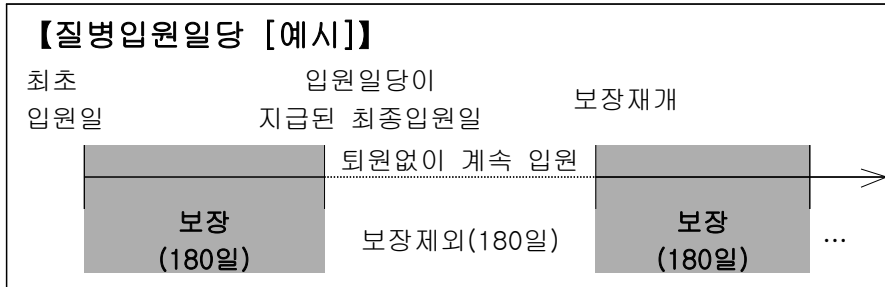 【질병입원일당 [예시]】
최초 입원일
입원일당이 지급된 최종입원일
보장재개
퇴원없이 계속 입원
보장 (180일)
보장제외(180일)
보장 (180일)
...